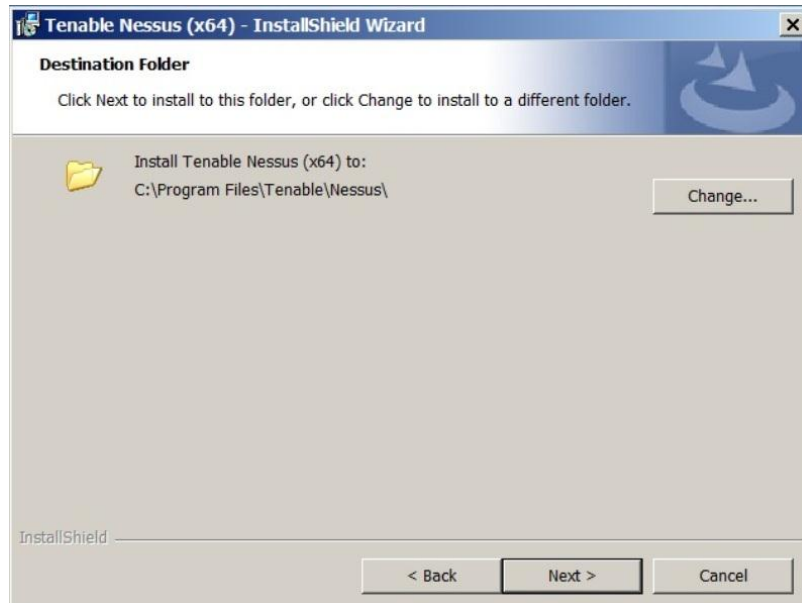 Tenable Nessus (x64) - InstallShield Wizard
Destination Folder
Click Next to install to this folder, or click Change to install to a different folder.
Install Tenable Nessus (x64) to:
C:\Program Files\Tenable\Nessus\
Change...
InstallShield
< Back
Next >
Cancel